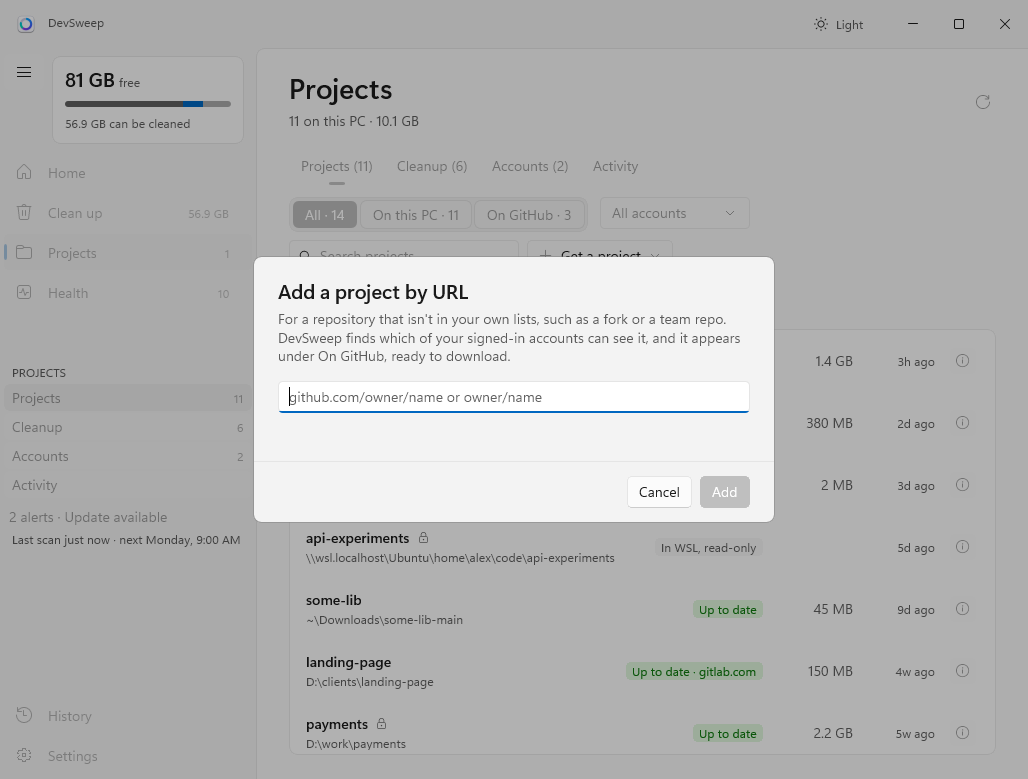 DevSweep
Light
81 GB free
56.9 GB can be cleaned
Home
Clean up 56.9 GB
Projects 1
Health 10
PROJECTS
Projects 11
Cleanup 6
Accounts 2
Activity
2 alerts · Update available
Last scan just now · next Monday, 9:00 AM
History
Settings
Projects
11 on this PC · 10.1 GB
Projects (11) Cleanup (6) Accounts (2) Activity
All · 14 On this PC · 11 On GitHub · 3 All accounts
Search projects Get a project
Add a project by URL
For a repository that isn't in your own lists, such as a fork or a team repo.
DevSweep finds which of your signed-in accounts can see it, and it appears
under On GitHub, ready to download.
github.com/owner/name or owner/name
Cancel Add
1.4 GB 3h ago
380 MB 2d ago
2 MB 3d ago
api-experiments
\\wsl.localhost\Ubuntu\home\alex\code\api-experiments
In WSL, read-only 5d ago
some-lib
~\Downloads\some-lib-main
Up to date 45 MB 9d ago
landing-page
D:\clients\landing-page
Up to date · gitlab.com 150 MB 4w ago
payments
D:\work\payments
Up to date 2.2 GB 5w ago